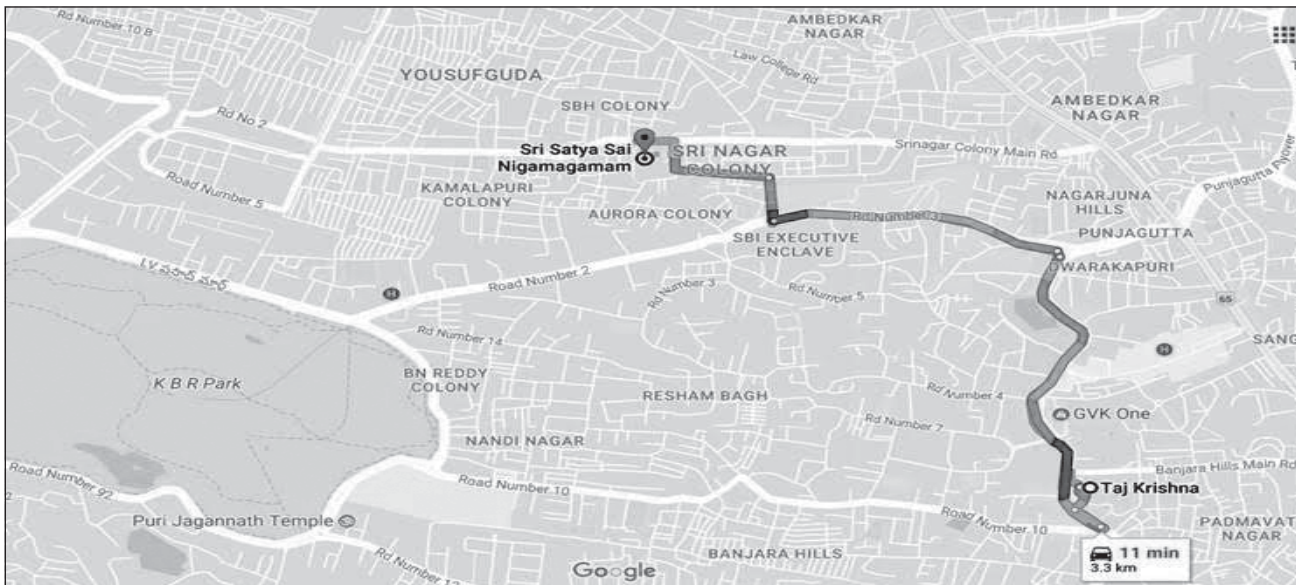 Rd Number 10 B
AMBEDKAR
NAGAR
Law College Rd
YOUSUFGUDA
SBH COLONY
AMBEDKAR
NAGAR
Rd No 2
Sri Satya Sai
Nigamagamam
SRI NAGAR
COLONY
Srinagar Colony Main Rd
Punjagutta Flyover
Road Number 5
KAMALAPURI
COLONY
AURORA COLONY
NAGARJUNA
HILLS
Rd Number 3
SBI EXECUTIVE
ENCLAVE
PUNJAGUTTA
DWARAKAPURI
Road Number 2
H
Rd Number 3
Rd Number 5
65
Rd Number 14
H
SANG
K B R Park
BN REDDY
COLONY
RESHAM BAGH
Rd Number 4
GVK One
Rd Number 7
NANDI NAGAR
Road Number 92
Road Number 10
Banjara Hills Main Rd
Taj Krishna
Puri Jagannath Temple
Road Number 10
PADMAVAT
NAGAR
BANJARA HILLS
Google
11 min
3.3 km